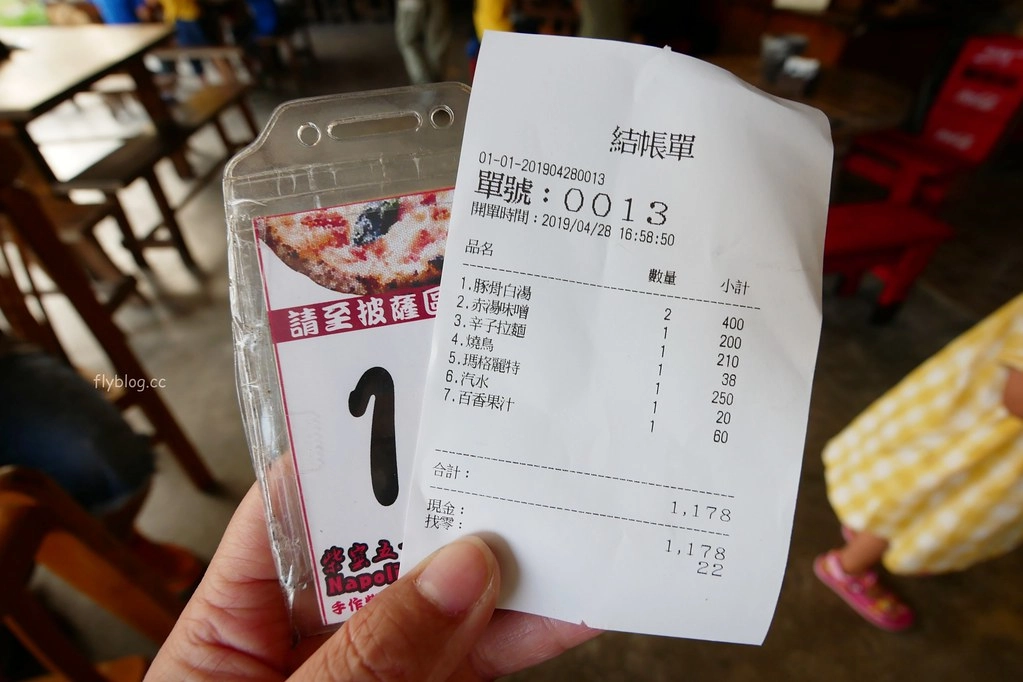 結帳單
01-01-201904280013
單號：0013
開單時間：2019/04/28 16:58:50
品名 數量 小計
1.豚骨白湯 2 400
2.赤湯味噌 1 200
3.辛子拉麵 1 210
4.燒鳥 1 38
5.瑪格麗特 1 250
6.汽水 1 20
7.百香果汁 1 60
合計： 1,178
現金： 1,178
找零： 22
請至披薩區
1
Napoli
手作
flyblog.cc